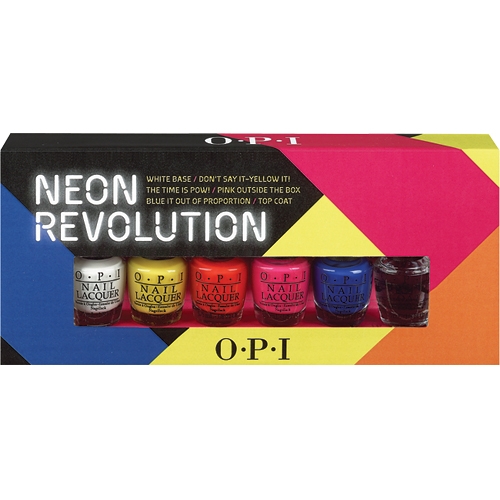 O·P·I
NEON
REVOLUTION
WHITE BASE / DON'T SAY IT–YELLOW IT!
THE TIME IS POW! / PINK OUTSIDE THE BOX
BLUE IT OUT OF PROPORTION / TOP COAT
O·P·I
NAIL
LACQUER
O·P·I
NAIL
LACQUER
O·P·I
NAIL
LACQUER
O·P·I
NAIL
LACQUER
O·P·I
NAIL
LACQUER
O·P·I